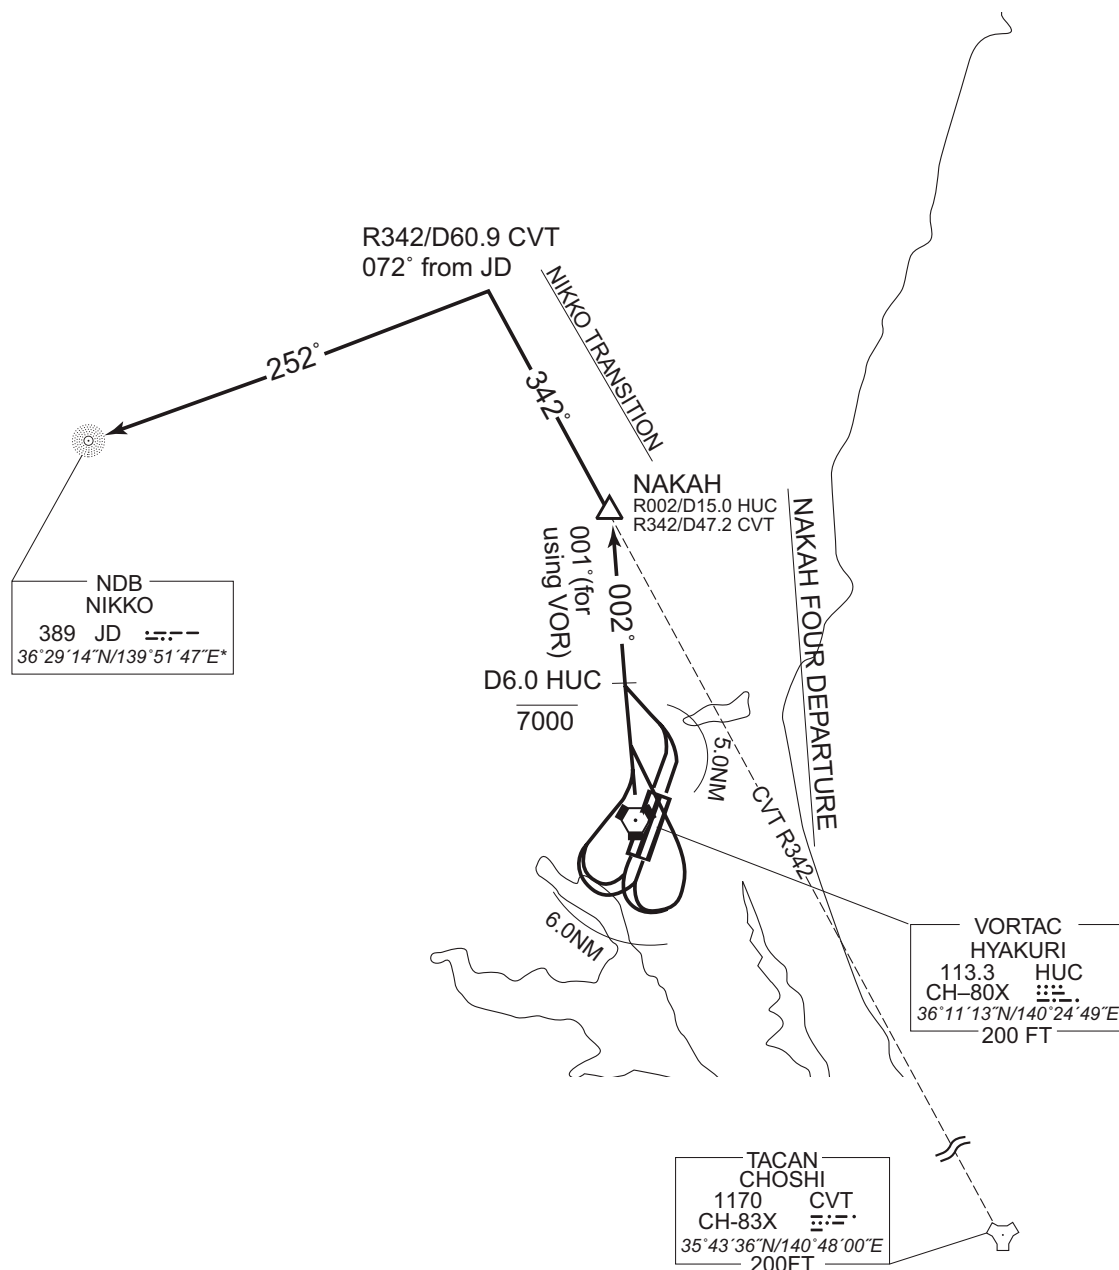 R342/D60.9 CVT
072° from JD
NIKKO TRANSITION
252°
342°
NAKAH
R002/D15.0 HUC
R342/D47.2 CVT
001° (for
using VOR)
002°
NAKAH FOUR DEPARTURE
NDB
NIKKO
389 JD
36°29´14˝N/139°51´47˝E*
D6.0 HUC
7000
5.0NM
CVT R342
6.0NM
VORTAC
HYAKURI
113.3 HUC
CH–80X
36°11´13˝N/140°24´49˝E
200 FT
TACAN
CHOSHI
1170 CVT
CH-83X
35°43´36˝N/140°48´00˝E
200FT